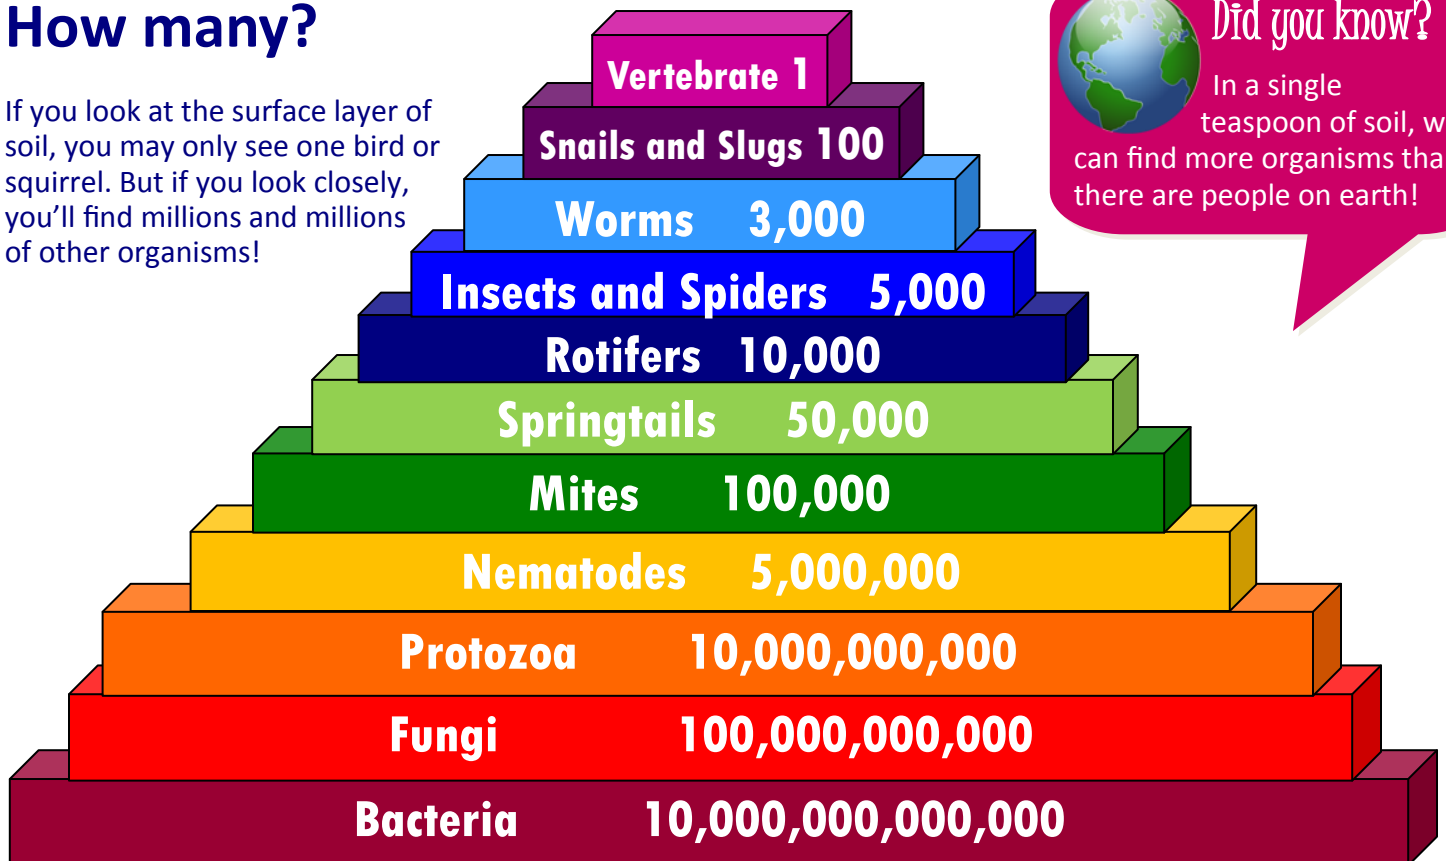 How many?
If you look at the surface layer of
soil, you may only see one bird or
squirrel. But if you look closely,
you'll find millions and millions
of other organisms!
Did you know?
In a single
teaspoon of soil, w
can find more organisms tha
there are people on earth!
Vertebrate 1
Snails and Slugs 100
Worms 3,000
Insects and Spiders 5,000
Rotifers 10,000
Springtails 50,000
Mites 100,000
Nematodes 5,000,000
Protozoa 10,000,000,000
Fungi 100,000,000,000
Bacteria 10,000,000,000,000